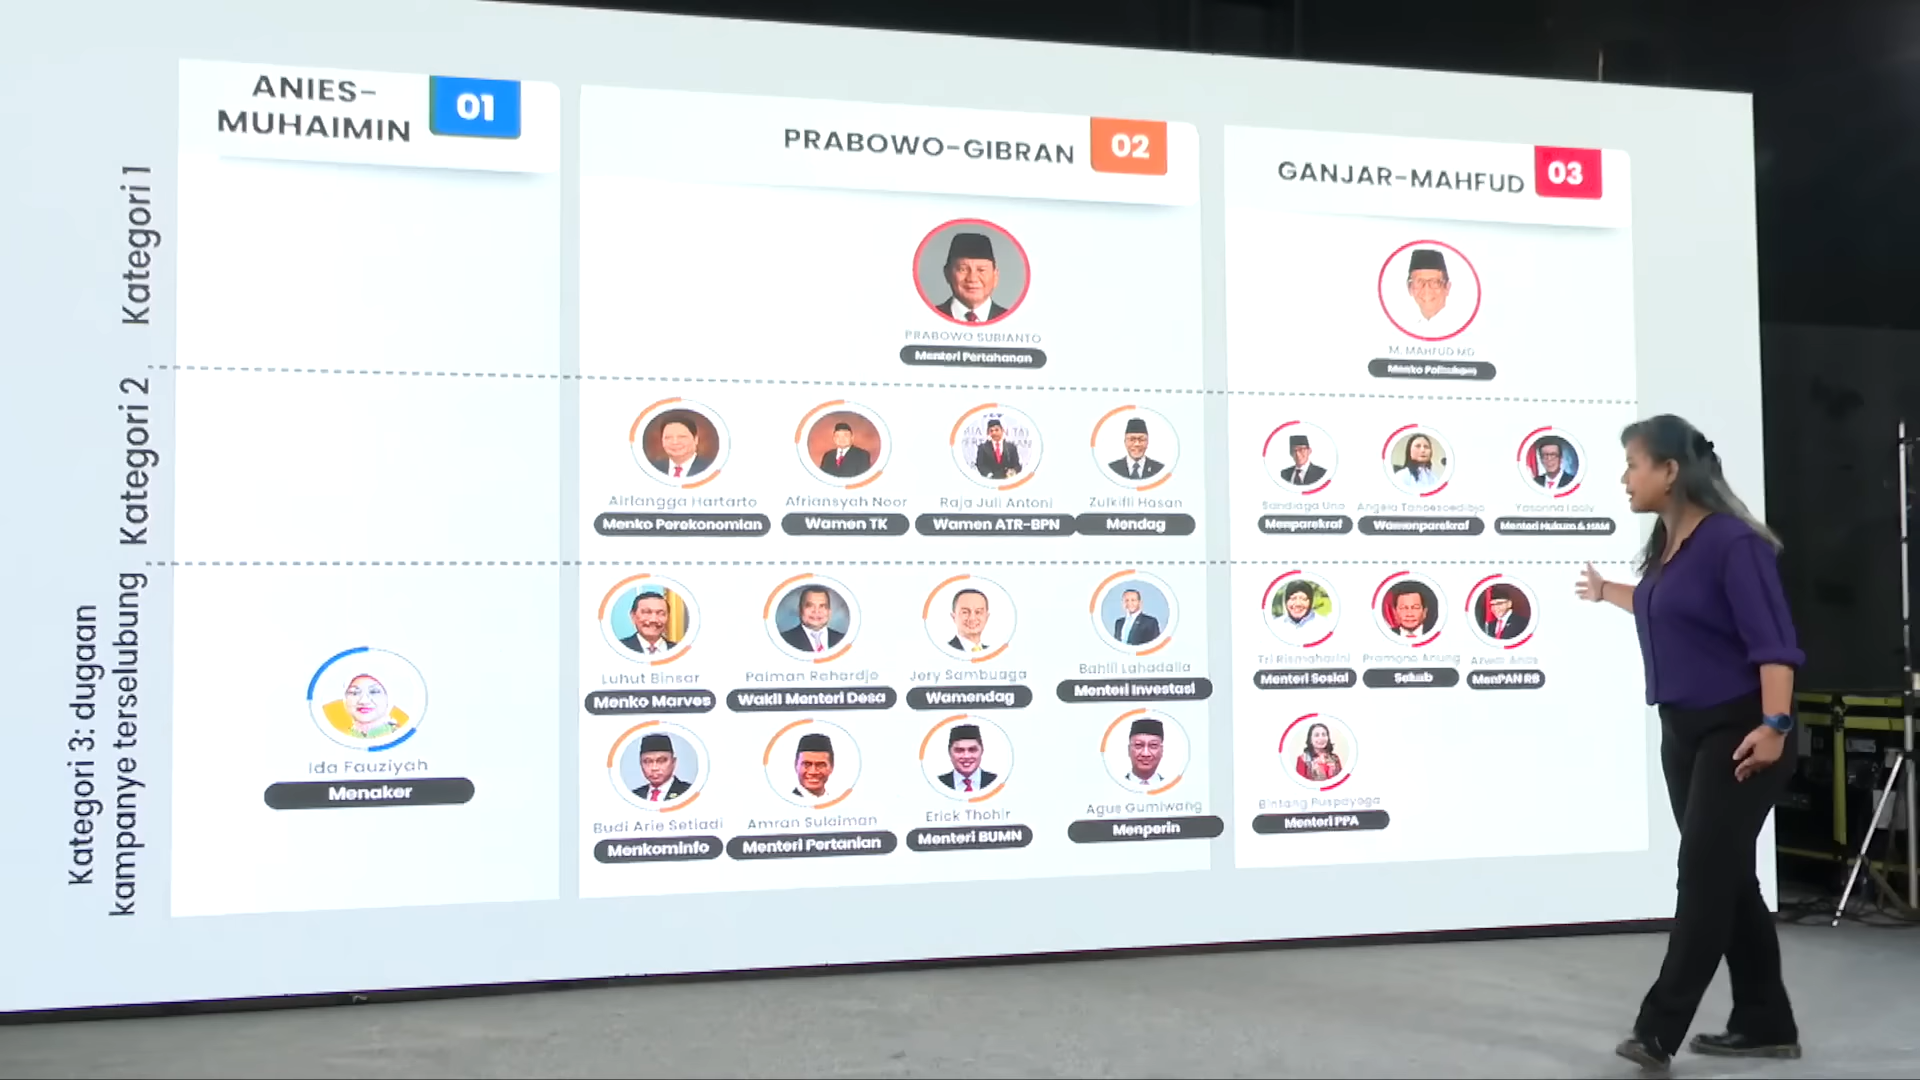 ANIES-
MUHAIMIN
01
PRABOWO-GIBRAN
02
GANJAR-MAHFUD
03
Kategori 1
PRABOWO SUBIANTO
Menteri Pertahanan
M. MAHFUD MD
Menko Polhukam
Kategori 2
Airlangga Hartarto
Menko Perekonomian
Afriansyah Noor
Wamen TK
Raja Juli Antoni
Wamen ATR-BPN
Zulkifli Hasan
Mendag
Sandiaga Uno
Menparekraf
Angela Tanoesoedibjo
Wamenparekraf
Yasonna Laoly
Menteri Hukum & HAM
Kategori 3: dugaan
kampanye terselubung
Ida Fauziyah
Menaker
Luhut Binsar
Menko Marves
Paiman Rahardjo
Wakil Menteri Desa
Jery Sambuaga
Wamendag
Bahlil Lahadalia
Menteri Investasi
Tri Rismaharini
Menteri Sosial
Pramono Anung
Seskab
Azwar Anas
MenPAN RB
Budi Arie Setiadi
Menkominfo
Amran Sulaiman
Menteri Pertanian
Erick Thohir
Menteri BUMN
Agus Gumiwang
Menperin
Bintang Puspayoga
Menteri PPA